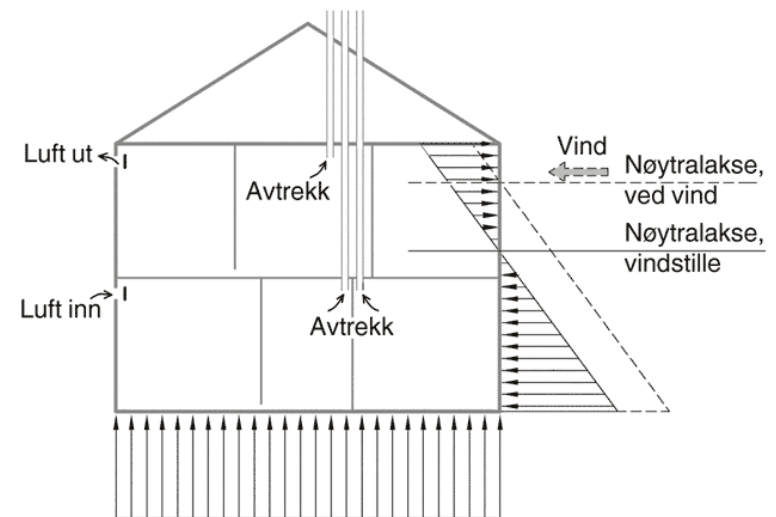 Luft ut
Avtrekk
Vind
Nøytralakse,
ved vind
Nøytralakse,
vindstille
Luft inn
Avtrekk